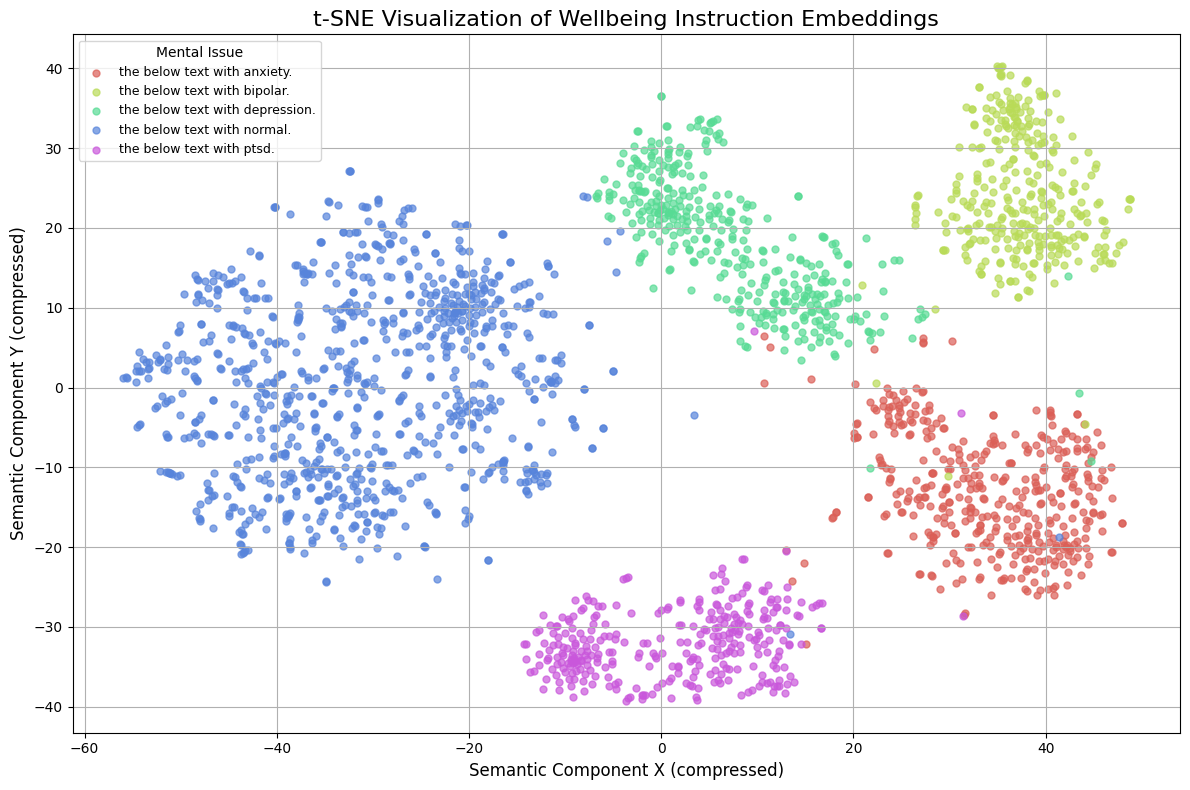 t-SNE Visualization of Wellbeing Instruction Embeddings
Mental Issue
the below text with anxiety.
the below text with bipolar.
the below text with depression.
the below text with normal.
the below text with ptsd.
Semantic Component Y (compressed)
40
30
20
10
0
−10
−20
−30
−40
−60
−40
−20
0
20
40
Semantic Component X (compressed)